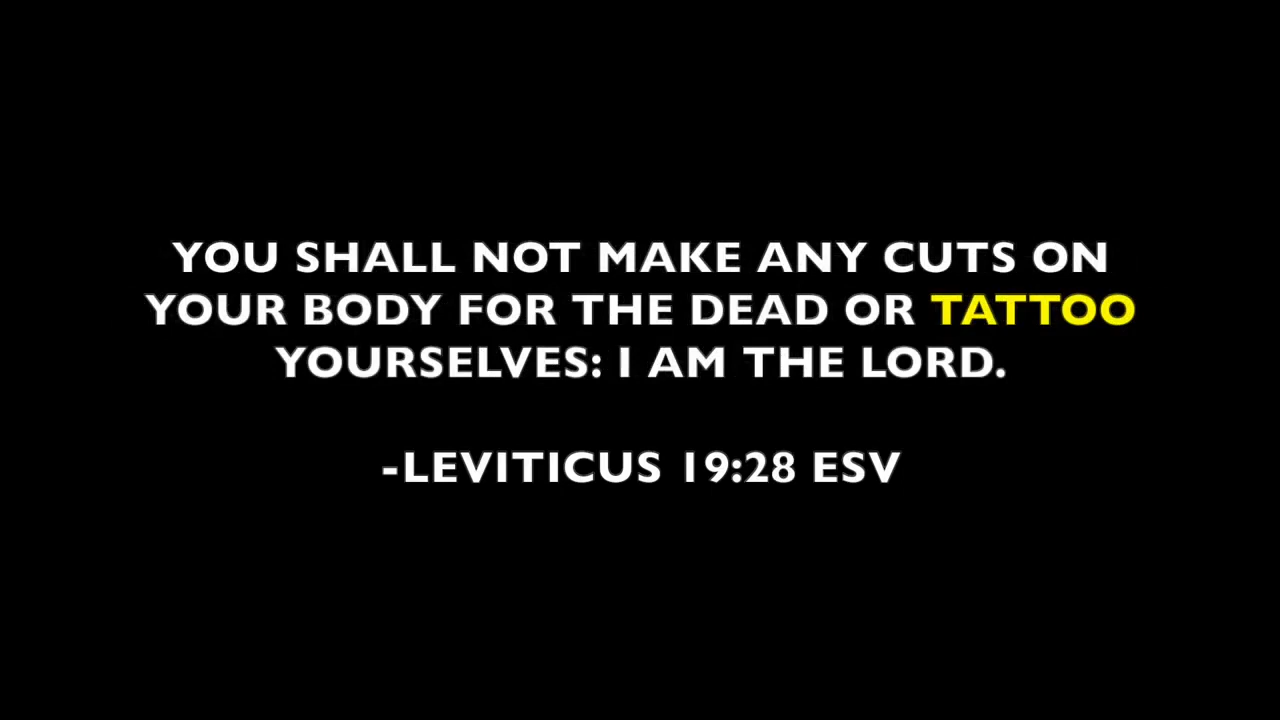 YOU SHALL NOT MAKE ANY CUTS ON
YOUR BODY FOR THE DEAD OR TATTOO
YOURSELVES: I AM THE LORD.
-LEVITICUS 19:28 ESV